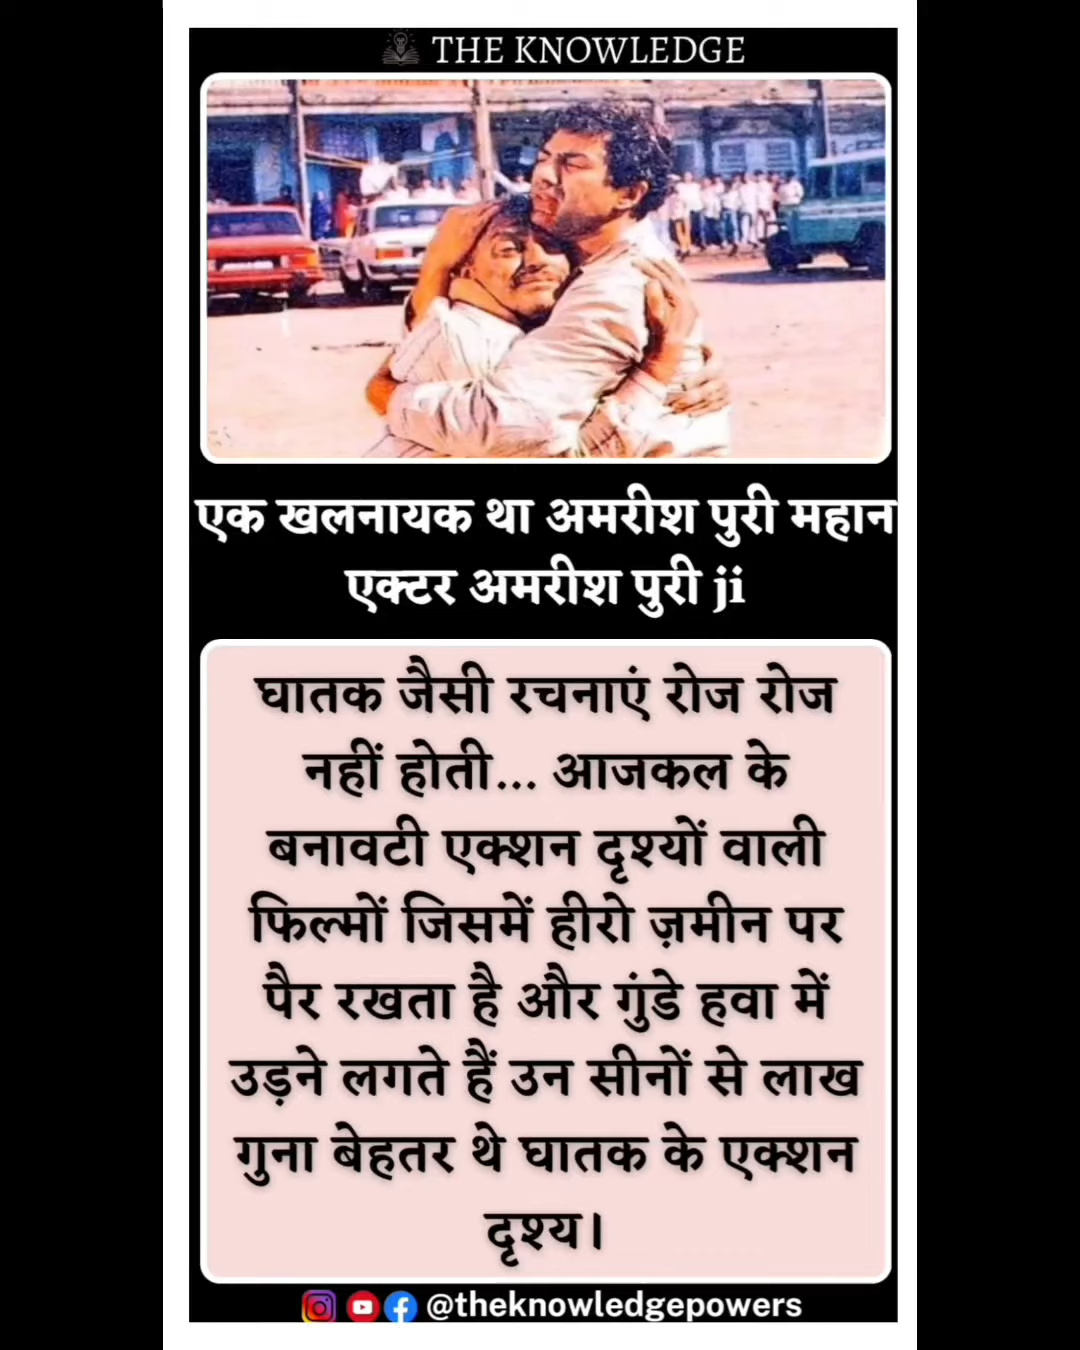 THE KNOWLEDGE
एक खलनायक था अमरीश पुरी महान
एक्टर अमरीश पुरी ji
घातक जैसी रचनाएं रोज रोज
नहीं होती... आजकल के
बनावटी एक्शन दृश्यों वाली
फिल्मों जिसमें हीरो ज़मीन पर
पैर रखता है और गुंडे हवा में
उड़ने लगते हैं उन सीनों से लाख
गुना बेहतर थे घातक के एक्शन
दृश्य।
@theknowledgepowers